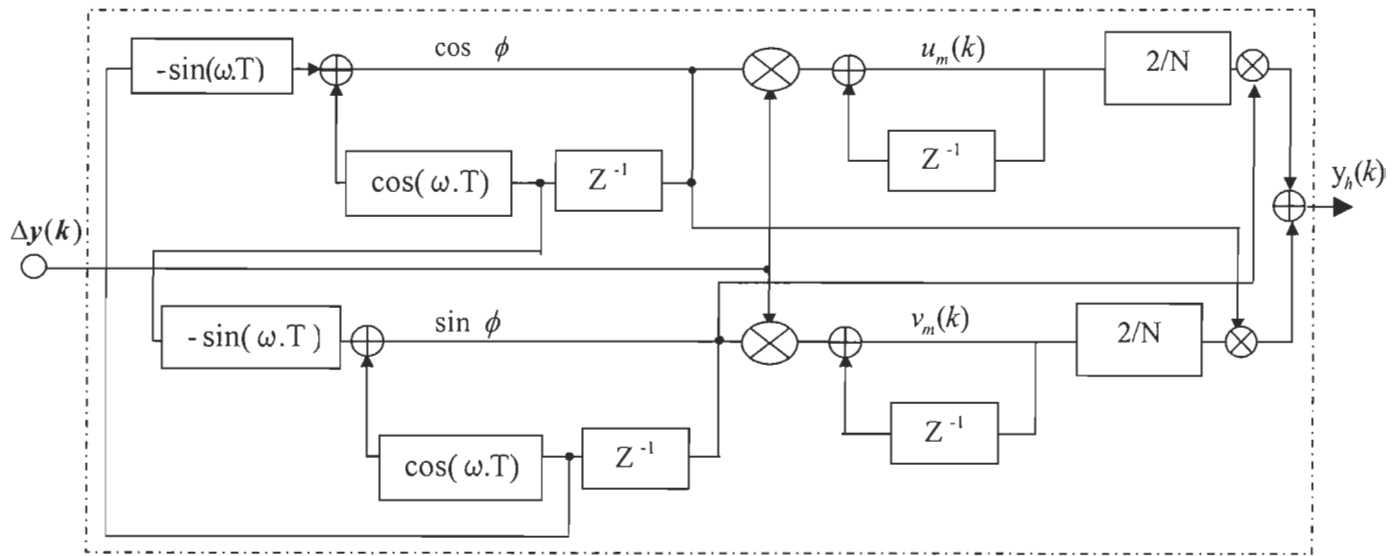 cos ϕ
u_m(k)
-sin(ω.T)
2/N
cos(ω.T)
Z⁻¹
Z⁻¹
y_h(k)
Δy(k)
sin ϕ
v_m(k)
-sin(ω.T)
2/N
cos(ω.T)
Z⁻¹
Z⁻¹